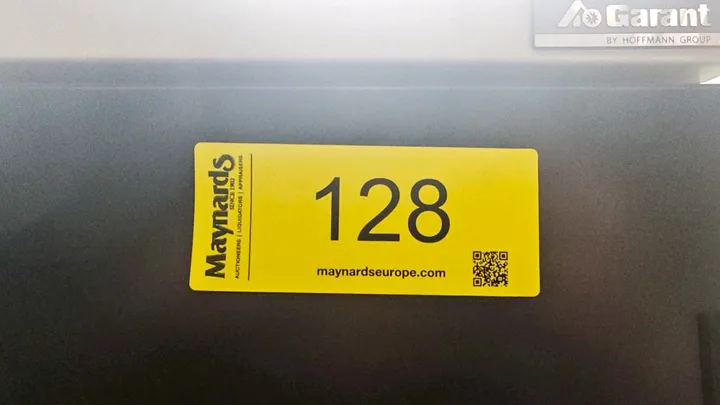 Garant
BY HOFFMANN GROUP
Maynards
SINCE 1902
AUCTIONEERS | LIQUIDATORS | APPRAISERS
128
maynardseurope.com